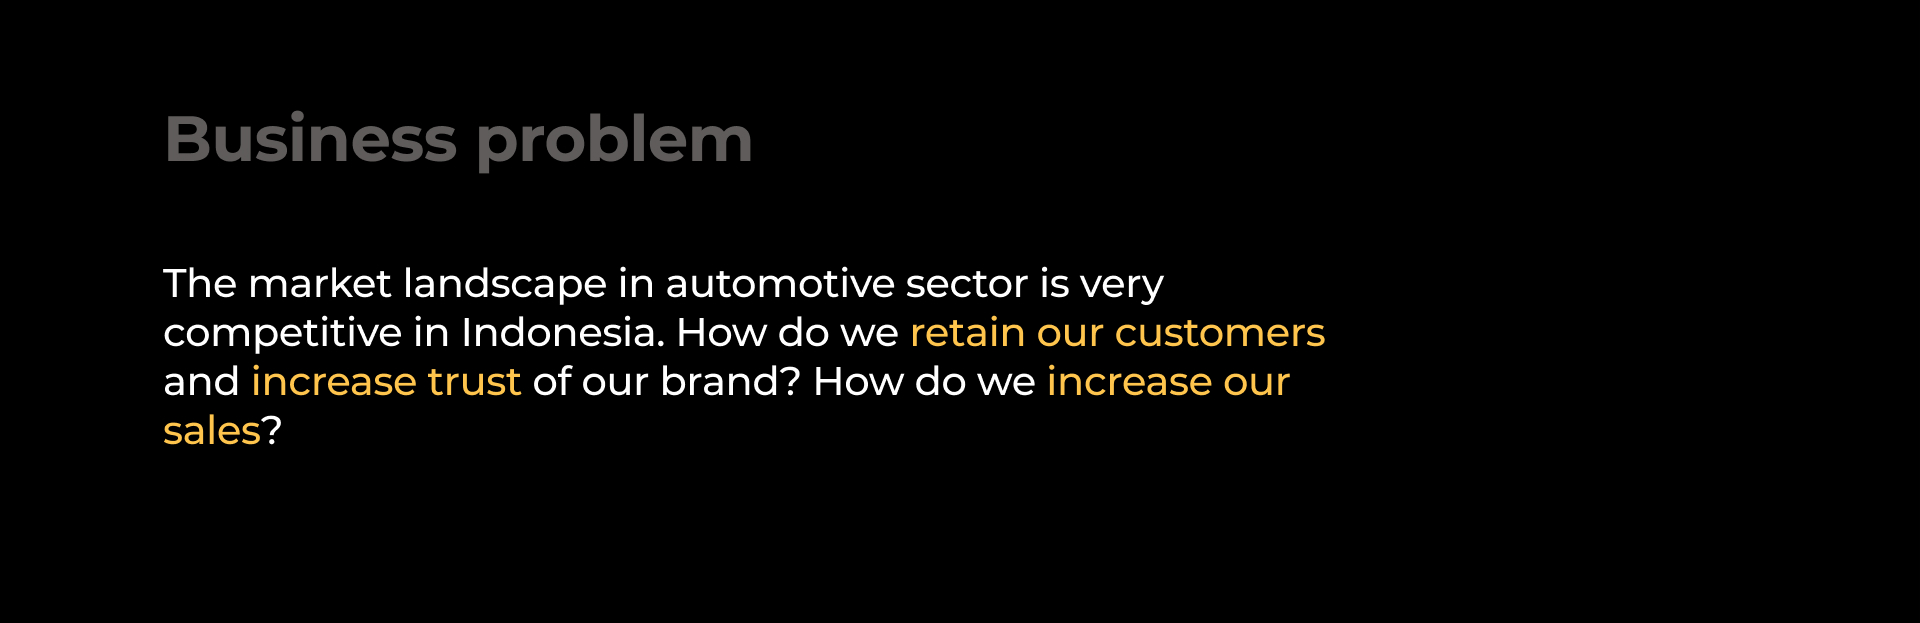 Business problem
The market landscape in automotive sector is very
competitive in Indonesia. How do we retain our customers
and increase trust of our brand? How do we increase our
sales?